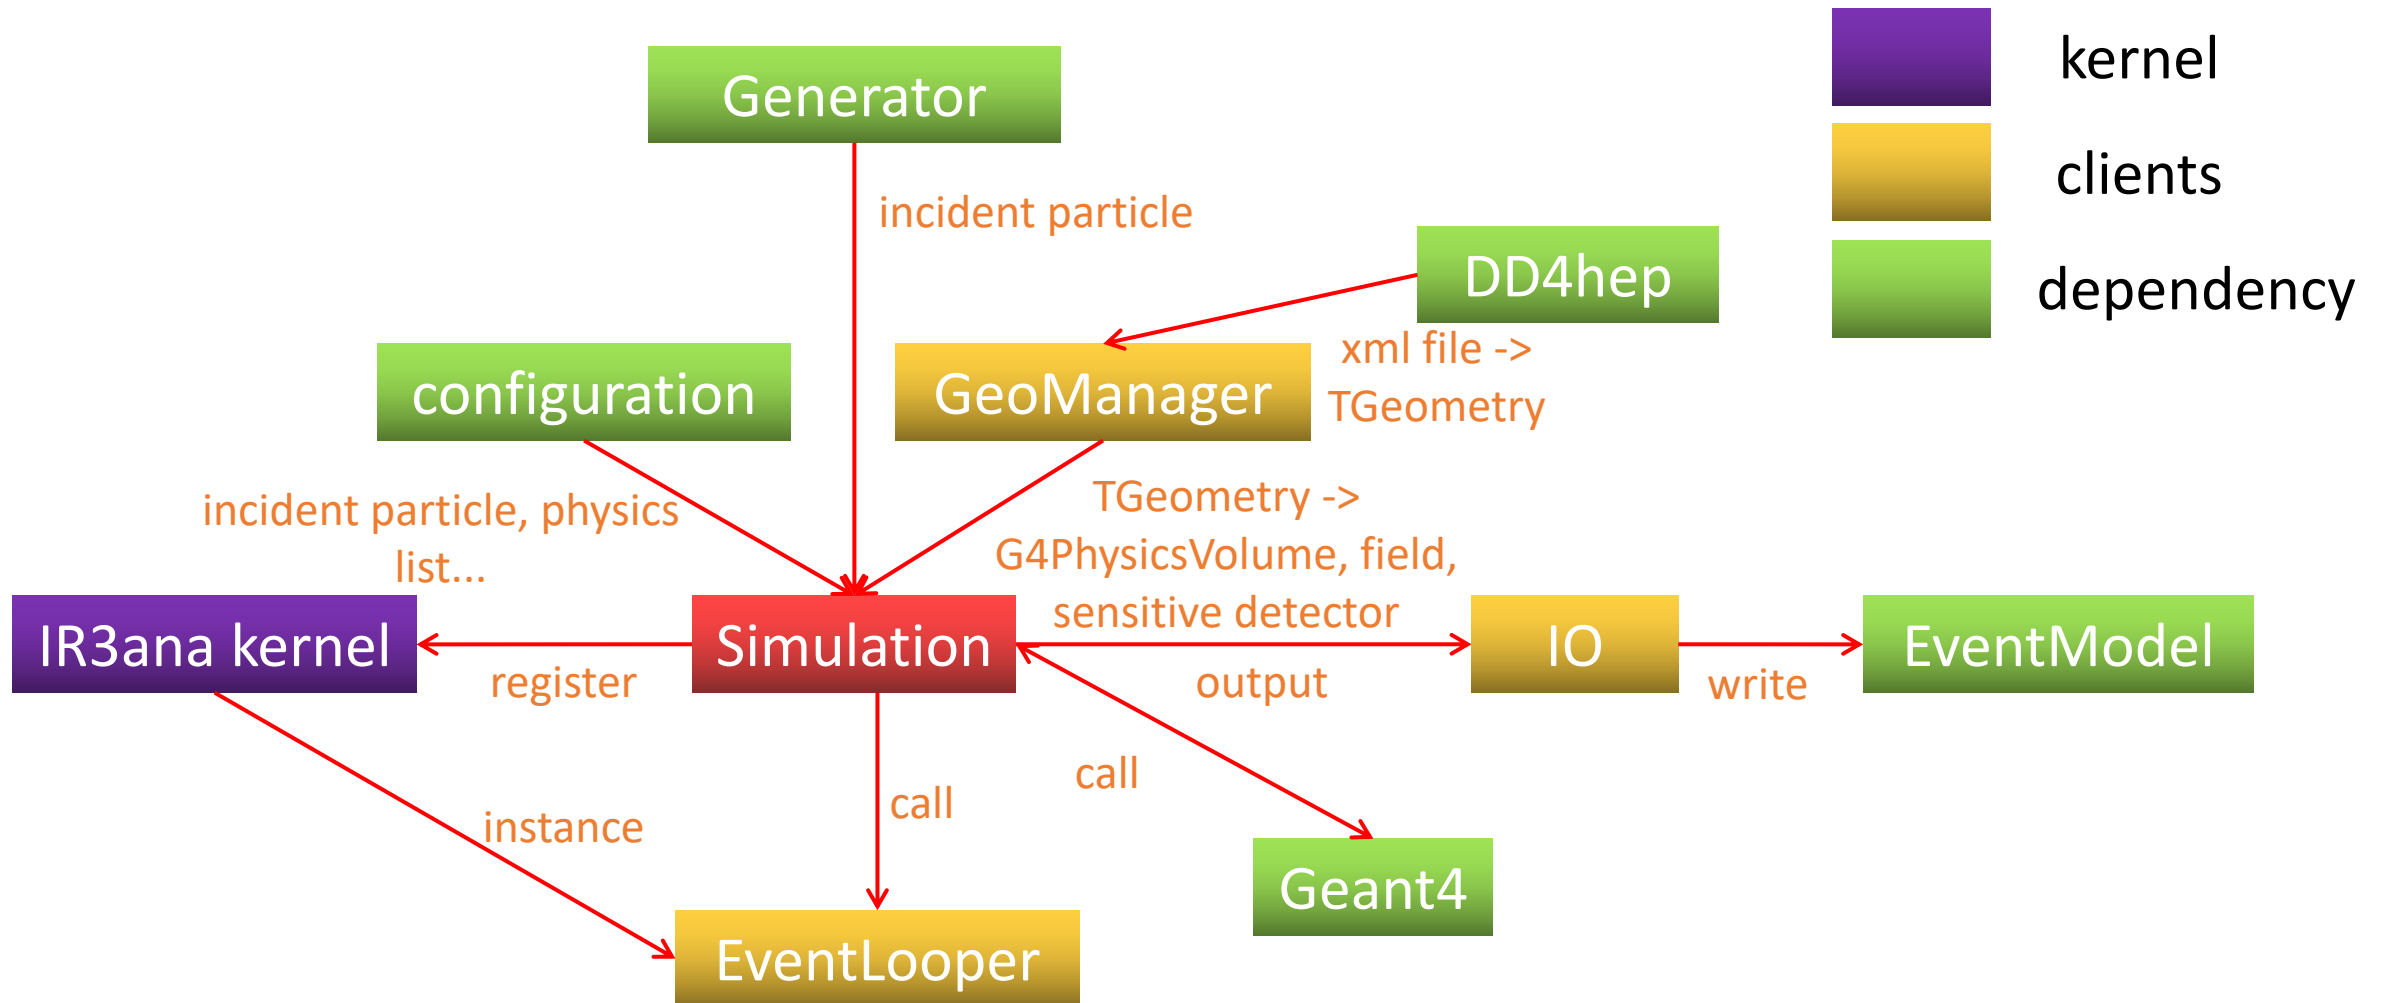 kernel
Generator
clients
incident particle
DD4hep
dependency
xml file ->
TGeometry
configuration
GeoManager
incident particle, physics
list...
TGeometry ->
G4PhysicsVolume, field,
sensitive detector
IR3ana kernel
Simulation
IO
EventModel
register
output
write
call
call
instance
Geant4
EventLooper